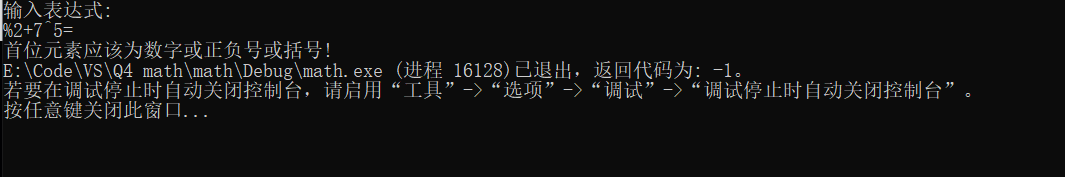 输入表达式:
%2+7^5=
首位元素应该为数字或正负号或括号!
E:\Code\VS\Q4 math\math\Debug\math.exe (进程 16128)已退出，返回代码为: -1。
若要在调试停止时自动关闭控制台，请启用“工具”->“选项”->“调试”->“调试停止时自动关闭控制台”。
按任意键关闭此窗口...